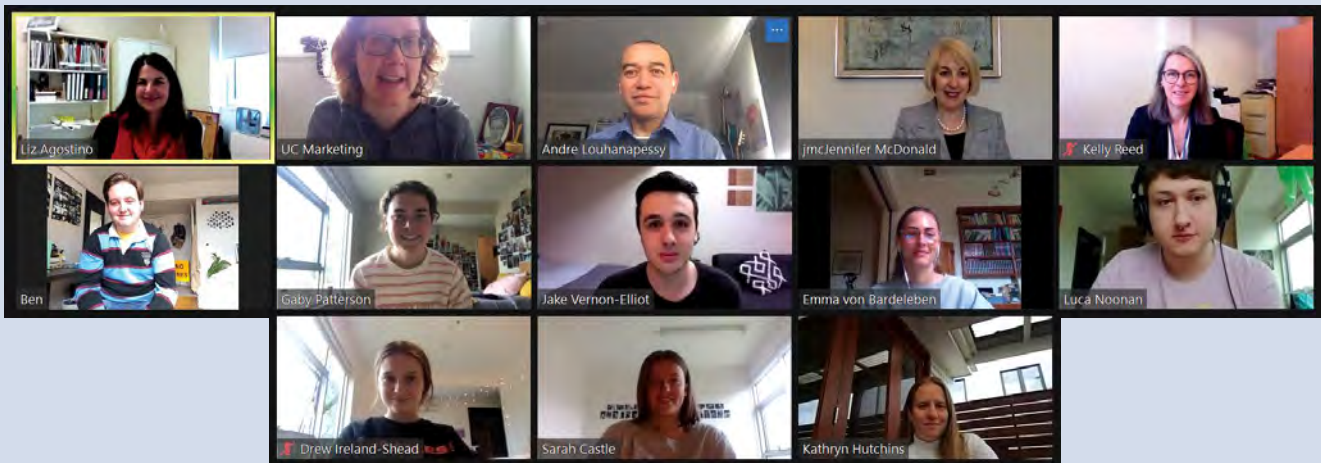 Liz Agostino
UC Marketing
Andre Louhanapessy
jmcJennifer McDonald
Kelly Reed
Ben
Gaby Patterson
Jake Vernon-Elliot
Emma von Bardeleben
Luca Noonan
Drew Ireland-Shead
Sarah Castle
Kathryn Hutchins